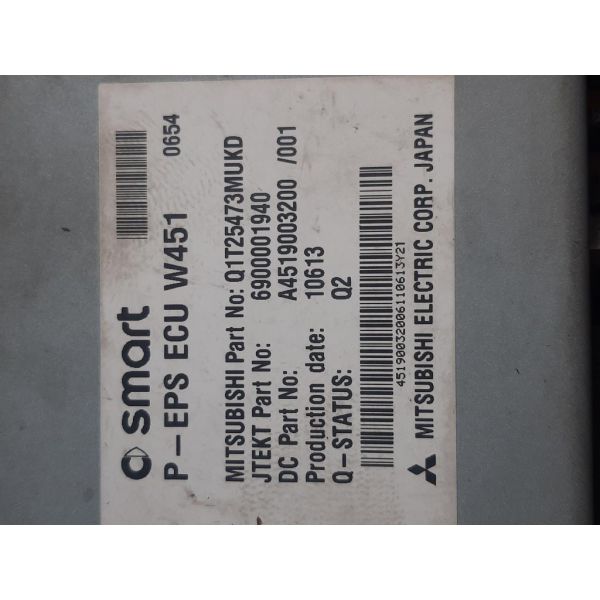 smart
0654
P-EPS ECU W451
MITSUBISHI Part No: Q1T25473MUKD
JTEKT Part No: 6900001940
DC Part No: A4519003200 /001
Production date: 10613
Q-STATUS: Q2
45190032006110613Y21
MITSUBISHI ELECTRIC CORP. JAPAN